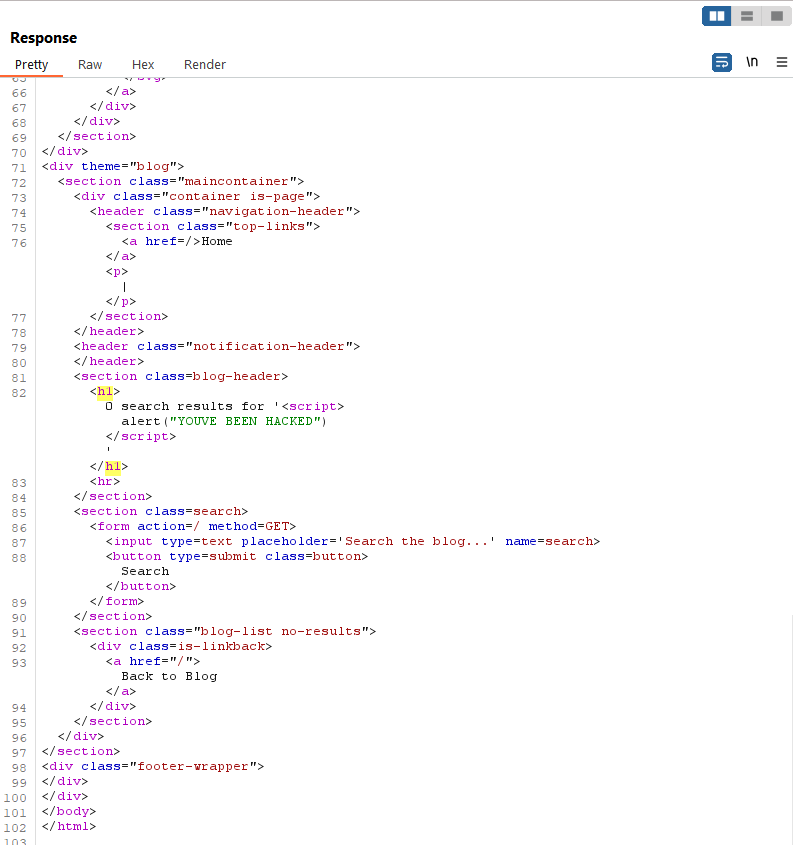 Response
Pretty Raw Hex Render \n
66 </a>
67 </div>
68 </div>
69 </section>
70 </div>
71 <div theme="blog">
72 <section class="maincontainer">
73 <div class="container is-page">
74 <header class="navigation-header">
75 <section class="top-links">
76 <a href=/>Home
</a>
<p>
|
</p>
77 </section>
78 </header>
79 <header class="notification-header">
80 </header>
81 <section class=blog-header>
82 <h1>
0 search results for '<script>
alert("YOUVE BEEN HACKED")
</script>
'
</h1>
83 <hr>
84 </section>
85 <section class=search>
86 <form action=/ method=GET>
87 <input type=text placeholder='Search the blog...' name=search>
88 <button type=submit class=button>
Search
</button>
89 </form>
90 </section>
91 <section class="blog-list no-results">
92 <div class=is-linkback>
93 <a href="/">
Back to Blog
</a>
94 </div>
95 </section>
96 </div>
97 </section>
98 <div class="footer-wrapper">
99 </div>
100 </div>
101 </body>
102 </html>
103